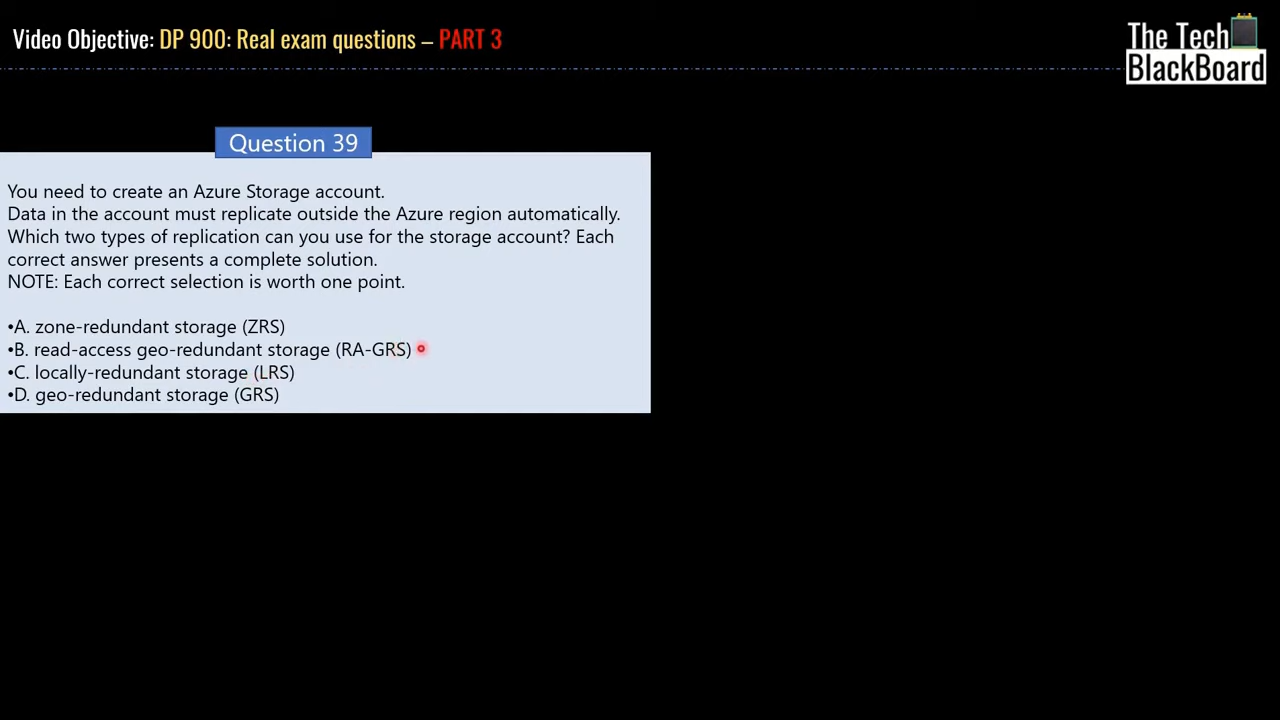 Video Objective: DP 900: Real exam questions – PART 3
The Tech
BlackBoard
Question 39
You need to create an Azure Storage account.
Data in the account must replicate outside the Azure region automatically.
Which two types of replication can you use for the storage account? Each
correct answer presents a complete solution.
NOTE: Each correct selection is worth one point.
•A. zone-redundant storage (ZRS)
•B. read-access geo-redundant storage (RA-GRS)
•C. locally-redundant storage (LRS)
•D. geo-redundant storage (GRS)